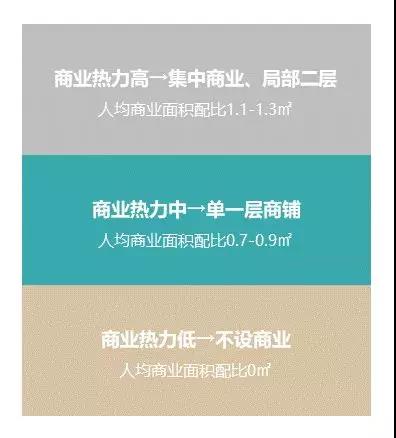 商业热力高→集中商业、局部二层
人均商业面积配比1.1-1.3㎡
商业热力中→单一层商铺
人均商业面积配比0.7-0.9㎡
商业热力低→不设商业
人均商业面积配比0㎡